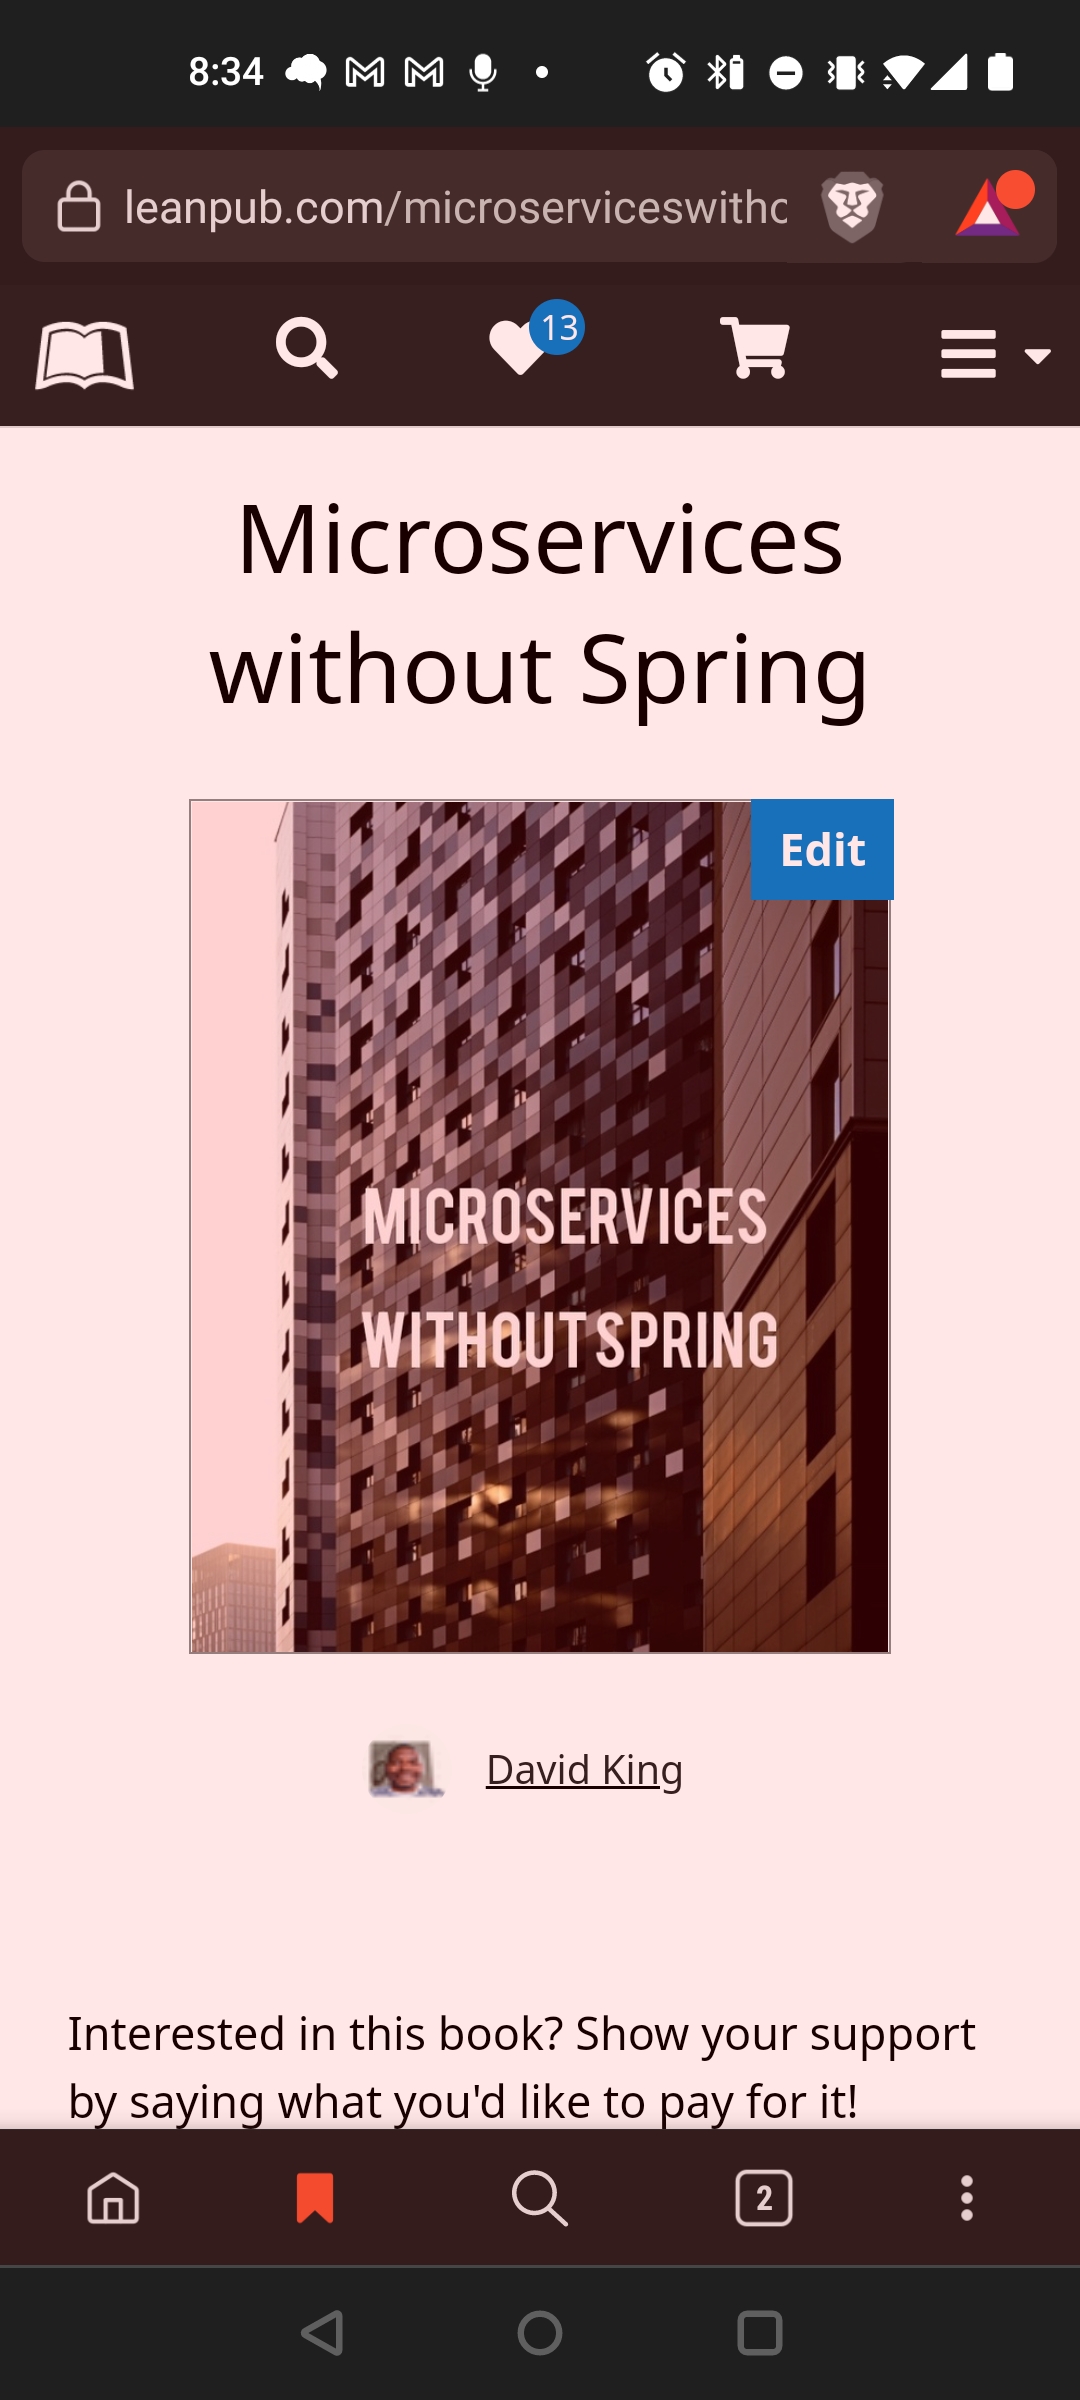 8:34
leanpub.com/microserviceswitho
13
Microservices
without Spring
Edit
MICROSERVICES
WITHOUT SPRING
David King
Interested in this book? Show your support
by saying what you'd like to pay for it!
2